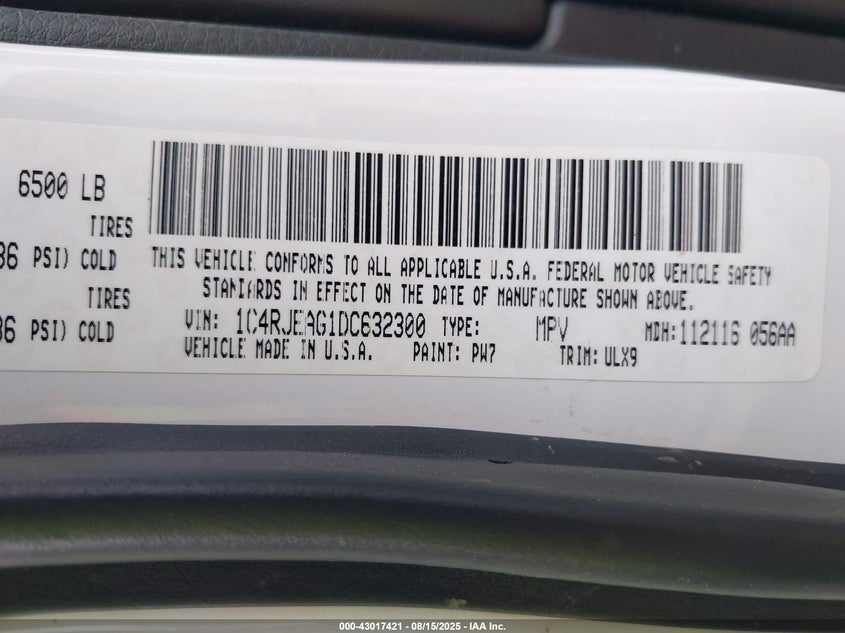 6500 LB
TIRES
36 PSI) COLD
TIRES
36 PSI) COLD
THIS VEHICLE CONFORMS TO ALL APPLICABLE U.S.A. FEDERAL MOTOR VEHICLE SAFETY
STANDARDS IN EFFECT ON THE DATE OF MANUFACTURE SHOWN ABOVE.
VIN: 1C4RJEAG1DC632300 TYPE: MPV MDH:112116 056AA
VEHICLE MADE IN U.S.A. PAINT: PW7 TRIM: ULX9
000-43017421 - 08/15/2025 - IAA Inc.